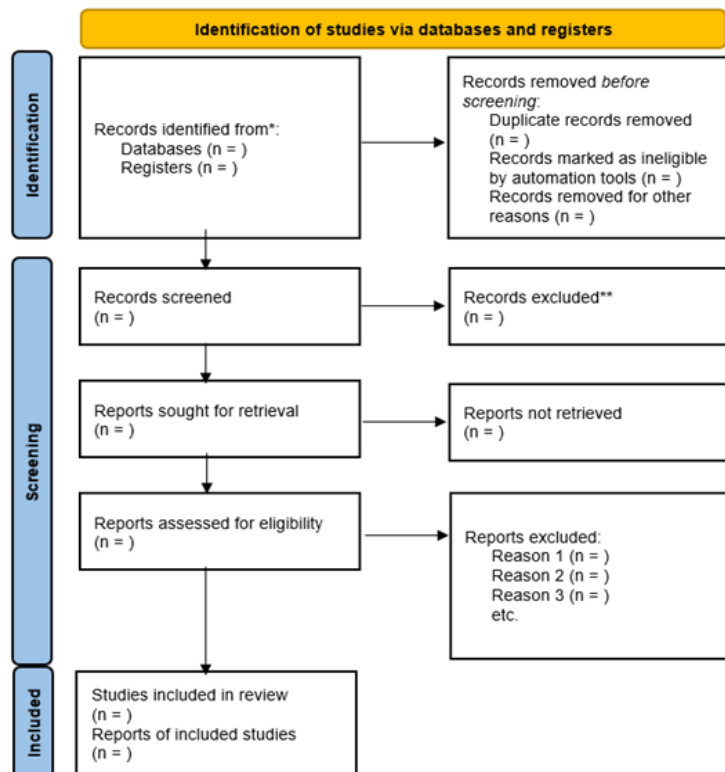 Identification of studies via databases and registers
Identification
Records identified from*:
Databases (n = )
Registers (n = )
Records removed before
screening:
Duplicate records removed
(n = )
Records marked as ineligible
by automation tools (n = )
Records removed for other
reasons (n = )
Screening
Records screened
(n = )
Records excluded**
(n = )
Reports sought for retrieval
(n = )
Reports not retrieved
(n = )
Reports assessed for eligibility
(n = )
Reports excluded:
Reason 1 (n = )
Reason 2 (n = )
Reason 3 (n = )
etc.
Included
Studies included in review
(n = )
Reports of included studies
(n = )